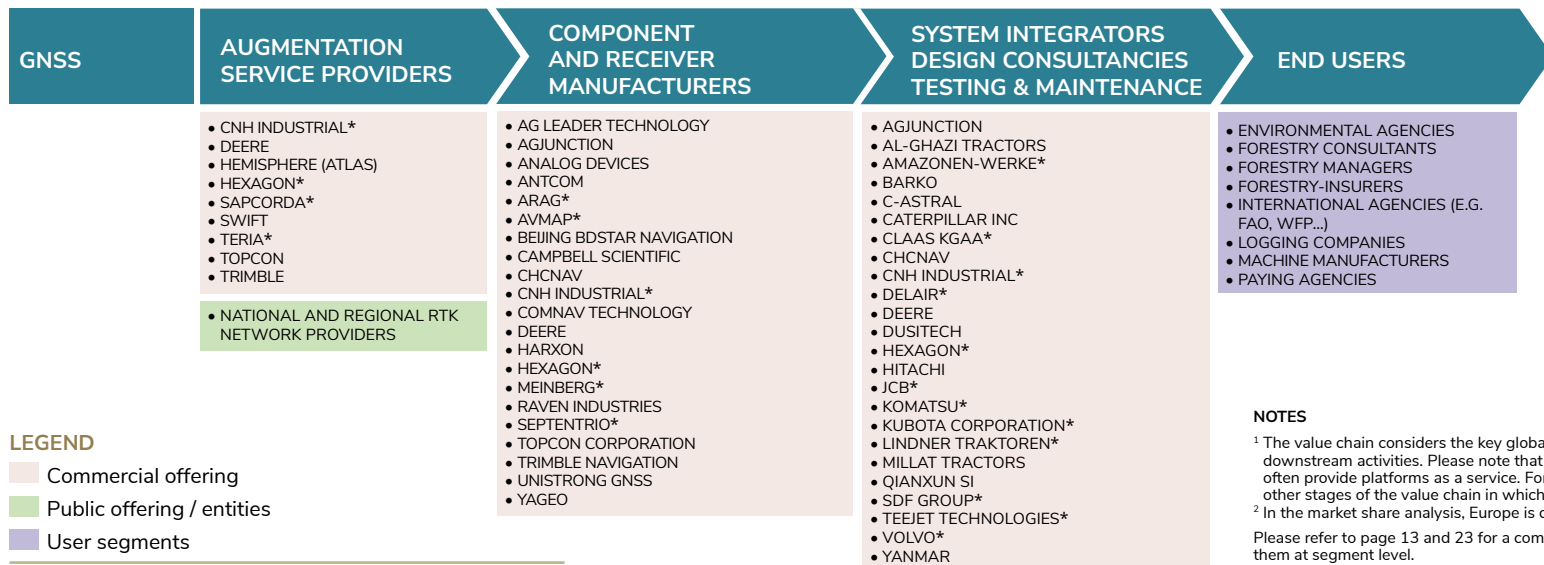 GNSS
AUGMENTATION
SERVICE PROVIDERS
COMPONENT
AND RECEIVER
MANUFACTURERS
SYSTEM INTEGRATORS
DESIGN CONSULTANCIES
TESTING & MAINTENANCE
END USERS
• CNH INDUSTRIAL*
• DEERE
• HEMISPHERE (ATLAS)
• HEXAGON*
• SAPCORDA*
• SWIFT
• TERIA*
• TOPCON
• TRIMBLE
• NATIONAL AND REGIONAL RTK
NETWORK PROVIDERS
• AG LEADER TECHNOLOGY
• AGJUNCTION
• ANALOG DEVICES
• ANTCOM
• ARAG*
• AVMAP*
• BEIJING BDSTAR NAVIGATION
• CAMPBELL SCIENTIFIC
• CHCNAV
• CNH INDUSTRIAL*
• COMNAV TECHNOLOGY
• DEERE
• HARXON
• HEXAGON*
• MEINBERG*
• RAVEN INDUSTRIES
• SEPTENTRIO*
• TOPCON CORPORATION
• TRIMBLE NAVIGATION
• UNISTRONG GNSS
• YAGEO
• AGJUNCTION
• AL-GHAZI TRACTORS
• AMAZONEN-WERKE*
• BARKO
• C-ASTRAL
• CATERPILLAR INC
• CLAAS KGAA*
• CHCNAV
• CNH INDUSTRIAL*
• DELAIR*
• DEERE
• DUSITECH
• HEXAGON*
• HITACHI
• JCB*
• KOMATSU*
• KUBOTA CORPORATION*
• LINDNER TRAKTOREN*
• MILLAT TRACTORS
• QIANXUN SI
• SDF GROUP*
• TEEJET TECHNOLOGIES*
• VOLVO*
• YANMAR
• ENVIRONMENTAL AGENCIES
• FORESTRY CONSULTANTS
• FORESTRY MANAGERS
• FORESTRY-INSURERS
• INTERNATIONAL AGENCIES (E.G.
FAO, WFP...)
• LOGGING COMPANIES
• MACHINE MANUFACTURERS
• PAYING AGENCIES
LEGEND
Commercial offering
Public offering / entities
User segments
NOTES
1 The value chain considers the key globa
downstream activities. Please note that
often provide platforms as a service. For
other stages of the value chain in which
2 In the market share analysis, Europe is
Please refer to page 13 and 23 for a com
them at segment level.